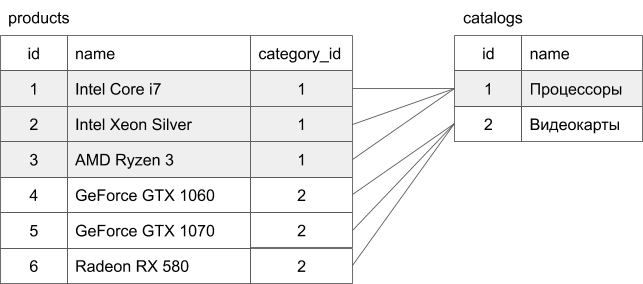 products
catalogs
id name category_id
id name
1 Intel Core i7 1
1 Процессоры
2 Intel Xeon Silver 1
2 Видеокарты
3 AMD Ryzen 3 1
4 GeForce GTX 1060 2
5 GeForce GTX 1070 2
6 Radeon RX 580 2